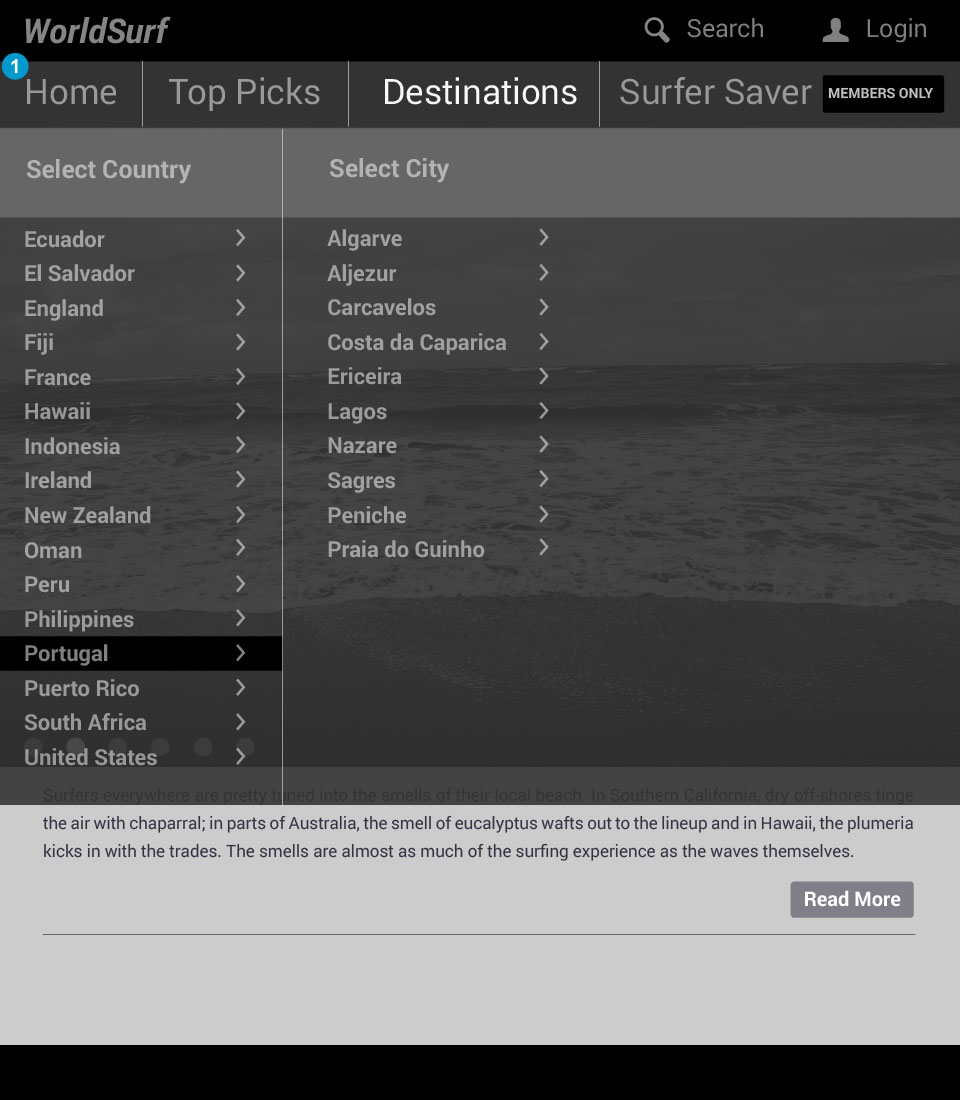 WorldSurf
Search
Login
1
Home
Top Picks
Destinations
Surfer Saver
MEMBERS ONLY
Select Country
Ecuador
El Salvador
England
Fiji
France
Hawaii
Indonesia
Ireland
New Zealand
Oman
Peru
Philippines
Portugal
Puerto Rico
South Africa
United States
Select City
Algarve
Aljezur
Carcavelos
Costa da Caparica
Ericeira
Lagos
Nazare
Sagres
Peniche
Praia do Guinho
Surfers everywhere are pretty tuned into the smells of their local beach. In Southern California, dry off-shores tinge
the air with chaparral; in parts of Australia, the smell of eucalyptus wafts out to the lineup and in Hawaii, the plumeria
kicks in with the trades. The smells are almost as much of the surfing experience as the waves themselves.
Read More